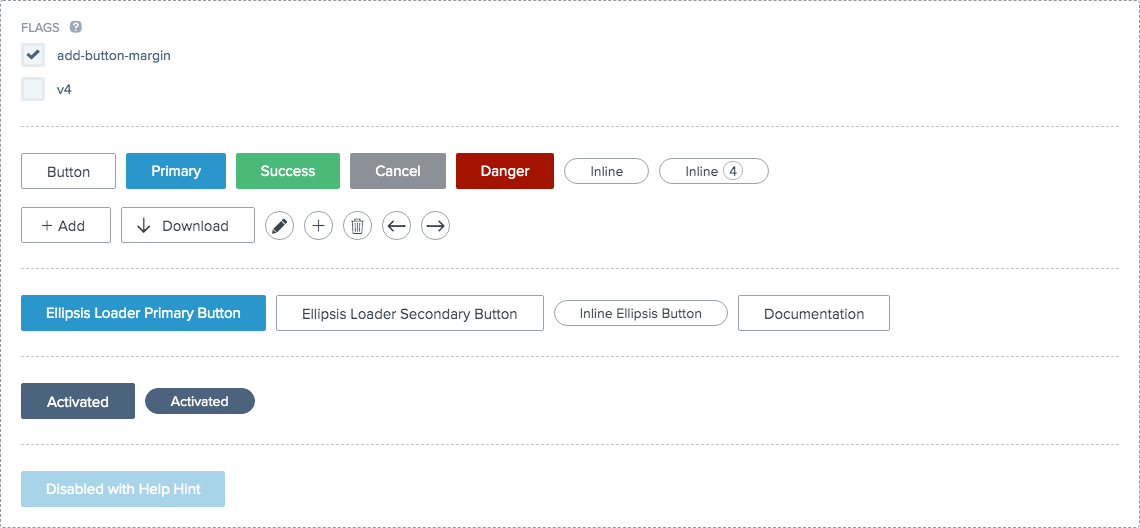 FLAGS ?
add-button-margin
v4
Button Primary Success Cancel Danger Inline Inline 4
+ Add Download
Ellipsis Loader Primary Button Ellipsis Loader Secondary Button Inline Ellipsis Button Documentation
Activated Activated
Disabled with Help Hint